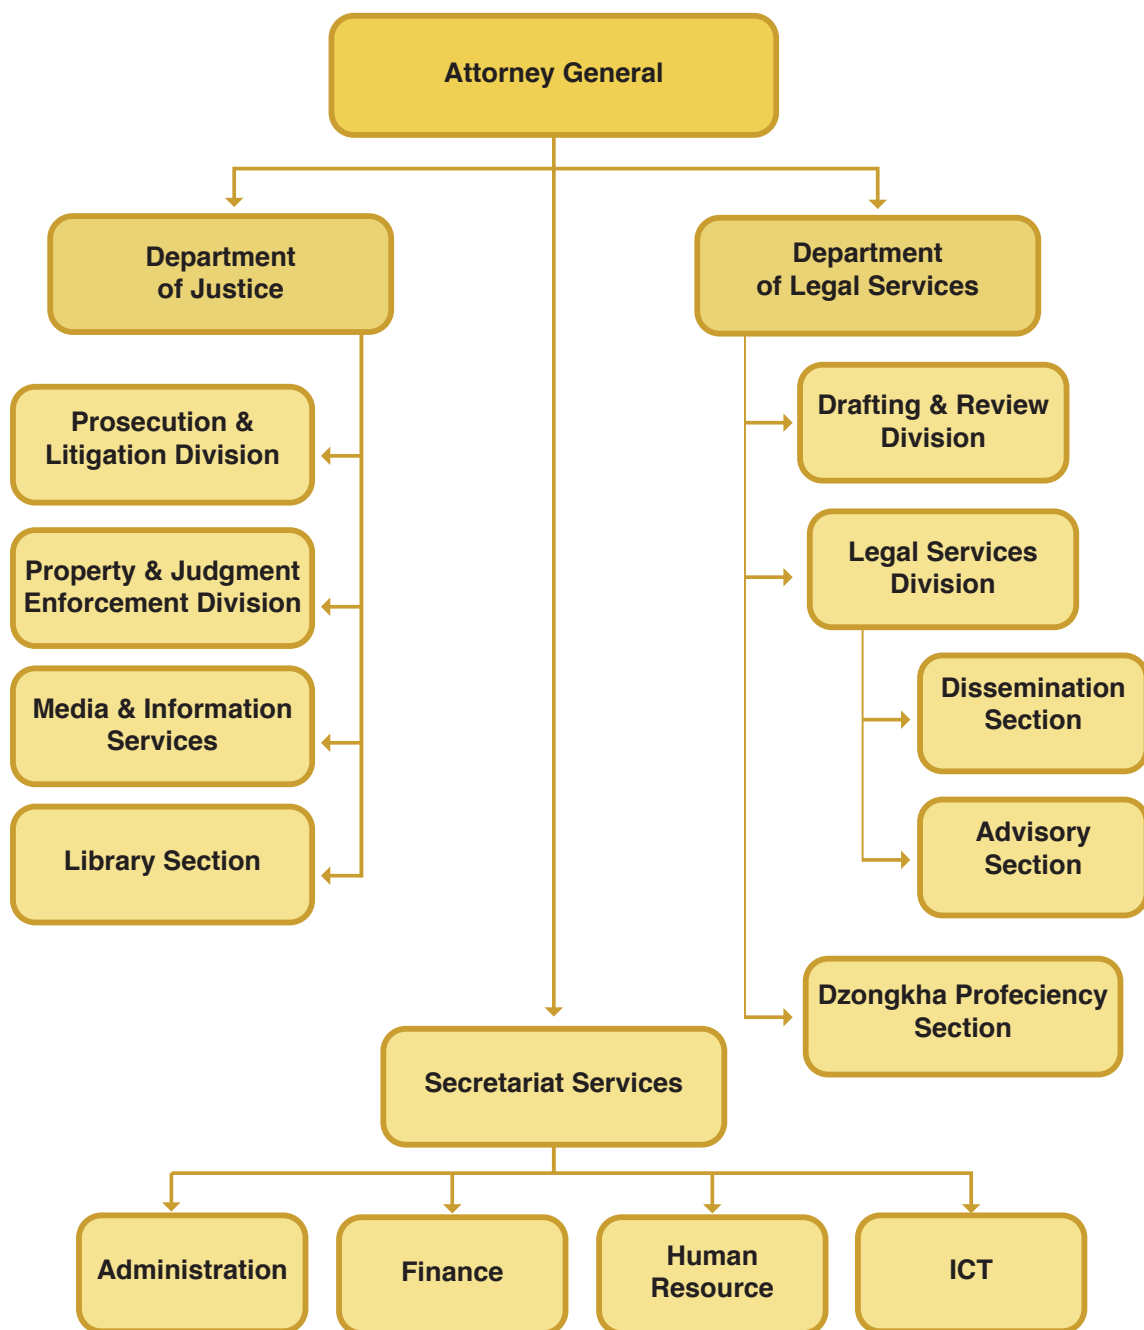 Attorney General
Department
of Justice
Department
of Legal Services
Prosecution &
Litigation Division
Property & Judgment
Enforcement Division
Media & Information
Services
Library Section
Drafting & Review
Division
Legal Services
Division
Dissemination
Section
Advisory
Section
Dzongkha Profeciency
Section
Secretariat Services
Administration
Finance
Human
Resource
ICT